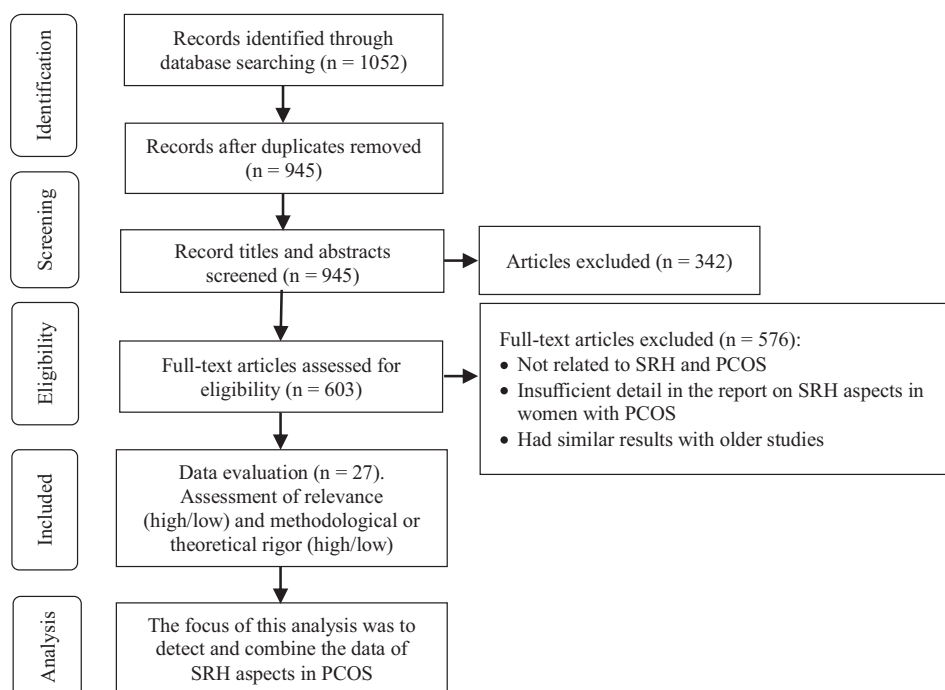 Identification
Records identified through
database searching (n = 1052)
Records after duplicates removed
(n = 945)
Screening
Record titles and abstracts
screened (n = 945)
Articles excluded (n = 342)
Eligibility
Full-text articles assessed for
eligibility (n = 603)
Full-text articles excluded (n = 576):
• Not related to SRH and PCOS
• Insufficient detail in the report on SRH aspects in
women with PCOS
• Had similar results with older studies
Included
Data evaluation (n = 27).
Assessment of relevance
(high/low) and methodological or
theoretical rigor (high/low)
Analysis
The focus of this analysis was to
detect and combine the data of
SRH aspects in PCOS